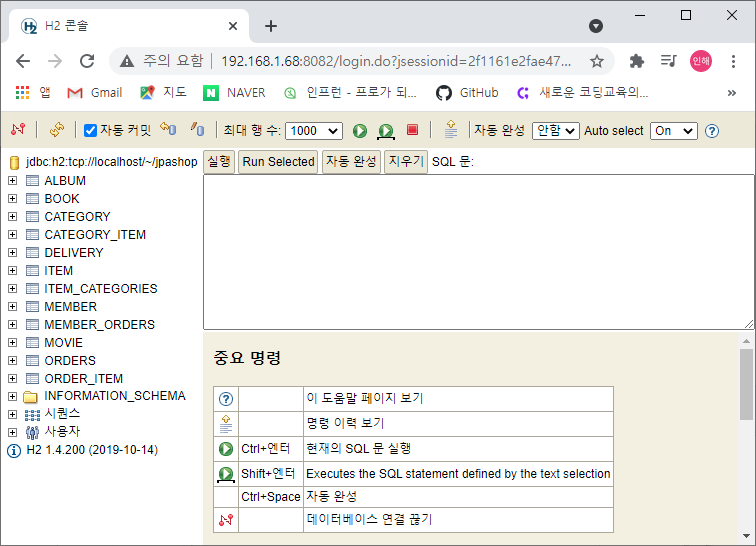 H2 콘솔
주의 요함
192.168.1.68:8082/login.do?jsessionid=2f1161e2fae47...
인해
앱
Gmail
지도
NAVER
인프런 - 프로가 되...
GitHub
새로운 코딩교육의...
»
자동 커밋
최대 행 수:
1000
자동 완성
안함
Auto select
On
jdbc:h2:tcp://localhost/~/jpashop
ALBUM
BOOK
CATEGORY
CATEGORY_ITEM
DELIVERY
ITEM
ITEM_CATEGORIES
MEMBER
MEMBER_ORDERS
MOVIE
ORDERS
ORDER_ITEM
INFORMATION_SCHEMA
시퀀스
사용자
H2 1.4.200 (2019-10-14)
실행
Run Selected
자동 완성
지우기
SQL 문:
중요 명령
이 도움말 페이지 보기
명령 이력 보기
Ctrl+엔터 현재의 SQL 문 실행
Shift+엔터 Executes the SQL statement defined by the text selection
Ctrl+Space 자동 완성
데이터베이스 연결 끊기